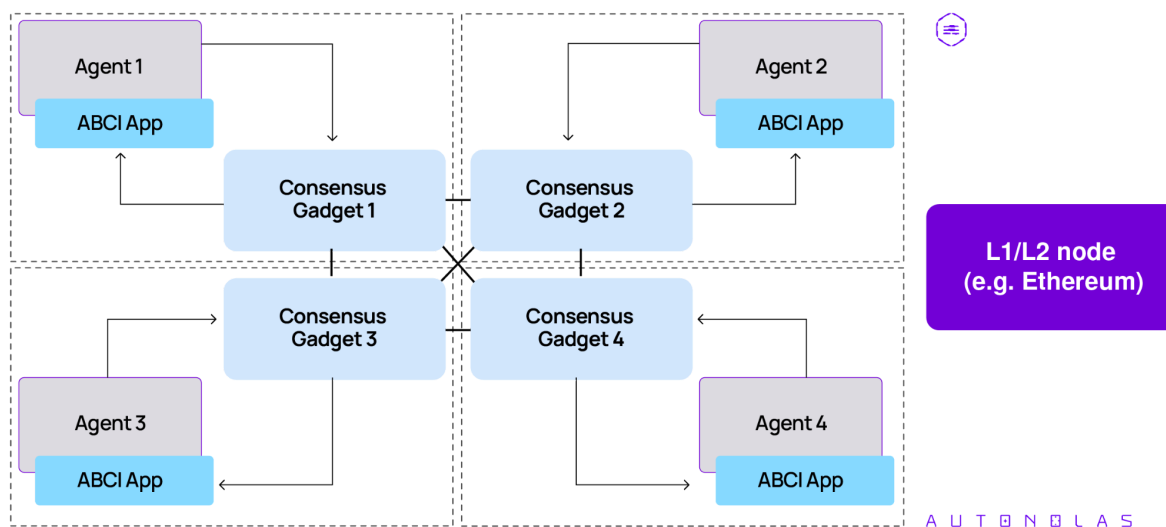 Agent 1
ABCI App
Agent 2
ABCI App
Consensus
Gadget 1
Consensus
Gadget 2
L1/L2 node
(e.g. Ethereum)
Consensus
Gadget 3
Consensus
Gadget 4
Agent 3
ABCI App
Agent 4
ABCI App
AUTONOLAS